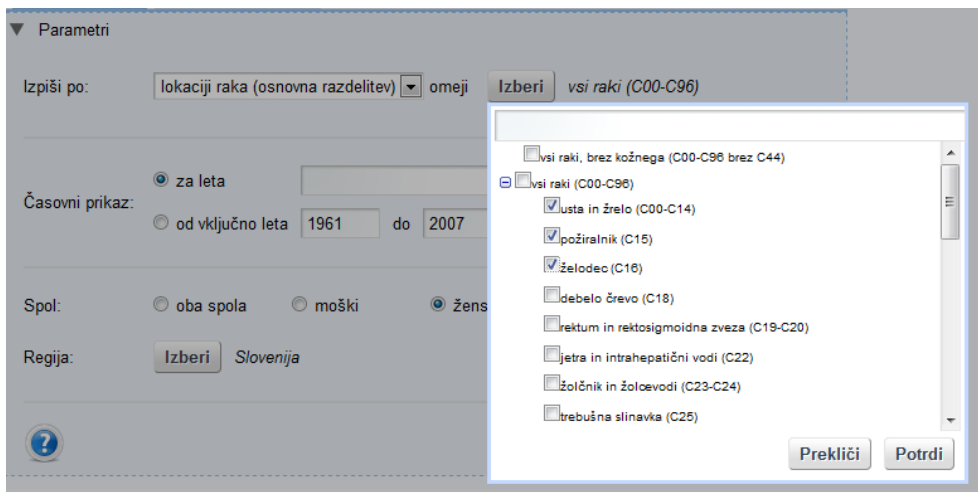 Parametri
Izpiši po: lokaciji raka (osnovna razdelitev) omeji Izberi vsi raki (C00-C96)
vsi raki, brez kožnega (C00-C96 brez C44)
vsi raki (C00-C96)
usta in žrelo (C00-C14)
požiralnik (C15)
želodec (C16)
debelo črevo (C18)
rektum in rektosigmoidna zveza (C19-C20)
jetra in intrahepatični vodi (C22)
žolčnik in žolcevodi (C23-C24)
trebušna slinavka (C25)
Prekliči Potrdi
Časovni prikaz:
za leta
od vključno leta 1961 do 2007
Spol: oba spola moški žens
Regija: Izberi Slovenija
?